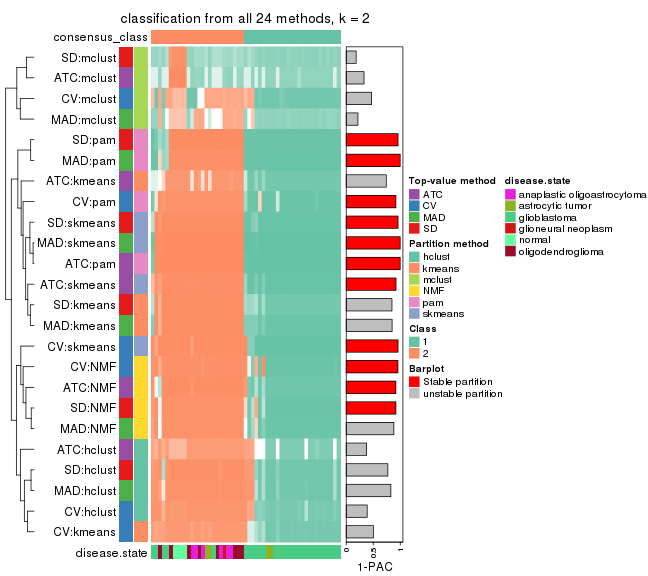 classification from all 24 methods, k = 2
consensus_class
SD:mclust
ATC:mclust
CV:mclust
MAD:mclust
SD:pam
MAD:pam
ATC:kmeans
CV:pam
SD:skmeans
MAD:skmeans
ATC:pam
ATC:skmeans
SD:kmeans
MAD:kmeans
CV:skmeans
CV:NMF
ATC:NMF
SD:NMF
MAD:NMF
ATC:hclust
SD:hclust
MAD:hclust
CV:hclust
CV:kmeans
disease.state
0
0.5
1
1-PAC
Top-value method
ATC
CV
MAD
SD
Partition method
hclust
kmeans
mclust
NMF
pam
skmeans
Class
1
2
Barplot
Stable partition
unstable partition
disease.state
anaplastic oligoastrocytoma
astrocytic tumor
glioblastoma
glioneural neoplasm
normal
oligodendroglioma